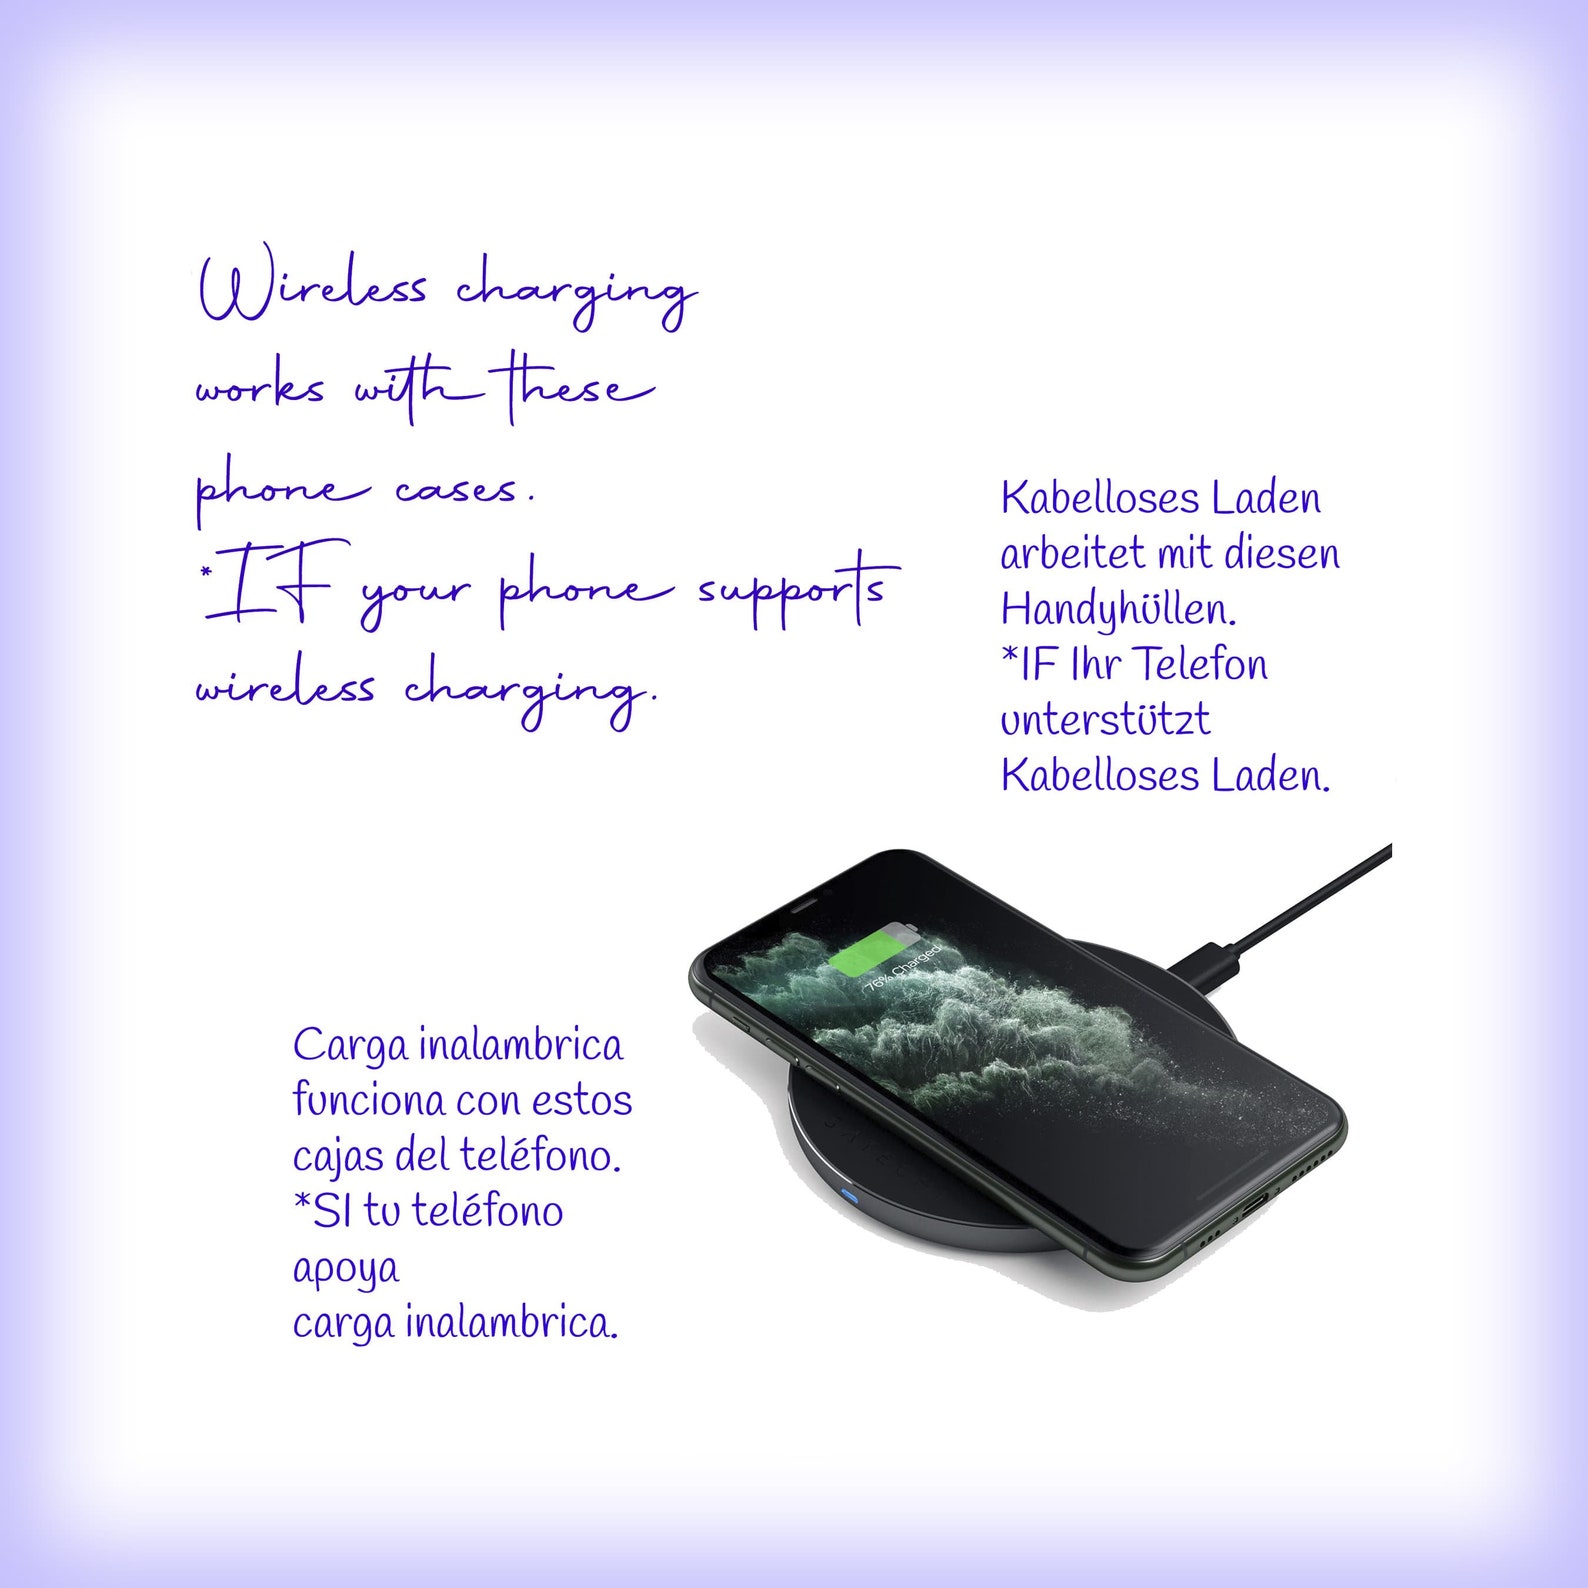 Wireless charging
works with these
phone cases.
*IF your phone supports
wireless charging.
Kabelloses Laden
arbeitet mit diesen
Handyhüllen.
*IF Ihr Telefon
unterstützt
Kabelloses Laden.
76% Charged
Carga inalambrica
funciona con estos
cajas del teléfono.
*SI tu teléfono
apoya
carga inalambrica.